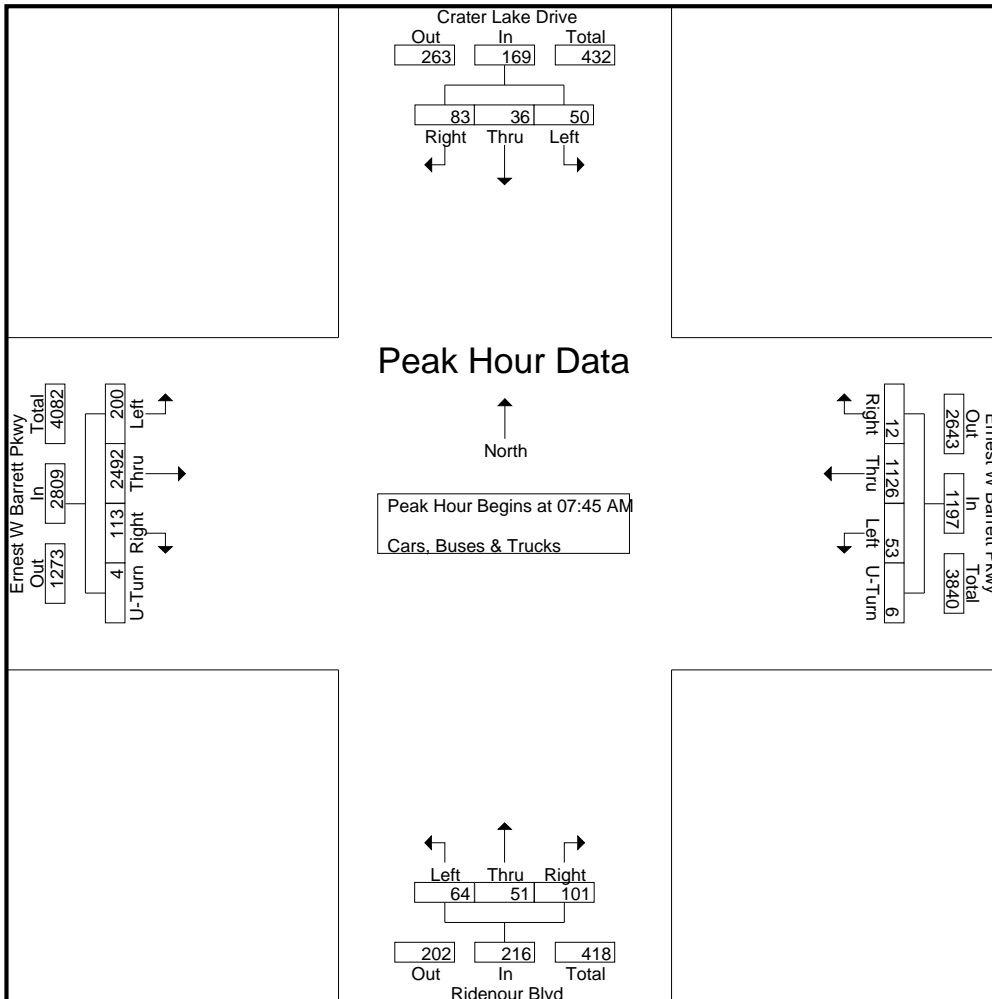 Crater Lake Drive
Out In Total
263 169 432
83 36 50
Right Thru Left
Peak Hour Data
North
Peak Hour Begins at 07:45 AM
Cars, Buses & Trucks
Ernest W Barrett Pkwy
Total In Out
4082 2809 1273
200 2492 113 4
Left Thru Right U-Turn
Ernest W Barrett Pkwy
Out In Total
2643 1197 3840
12 1126 53 6
Right Thru Left U-Turn
Left Thru Right
64 51 101
202 216 418
Out In Total
Ridenour Blvd